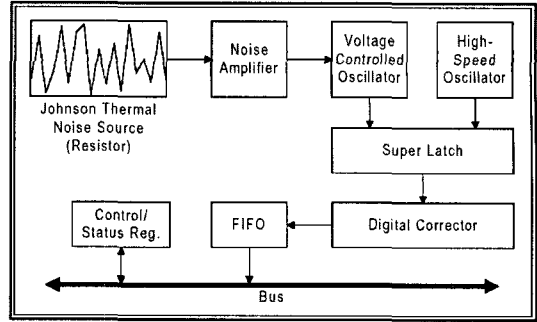 Johnson Thermal
Noise Source
(Resistor)
Noise
Amplifier
Voltage
Controlled
Oscillator
High-
Speed
Oscillator
Super Latch
Control/
Status Reg.
FIFO
Digital Corrector
Bus